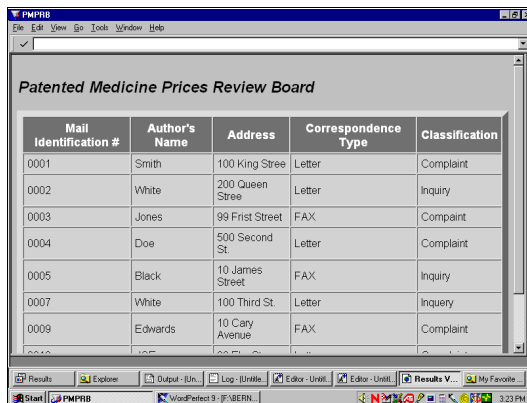 PMPRB
File Edit View Go Tools Window Help
Patented Medicine Prices Review Board
Mail Identification # Author's Name Address Correspondence Type Classification
0001 Smith 100 King Stree Letter Complaint
0002 White 200 Queen Stree Letter Inquiry
0003 Jones 99 Frist Street FAX Compaint
0004 Doe 500 Second St. Letter Complaint
0005 Black 10 James Street FAX Inquiry
0007 White 100 Third St. Letter Inquery
0009 Edwards 10 Cary Avenue FAX Complaint
Results Explorer Output - (Un... Log - (Untitle... Editor - Untitl... Editor - Untitl... Results V... My Favorite ...
Start PMPRB WordPerfect 9 - [F:\BERN... 3:23 PM